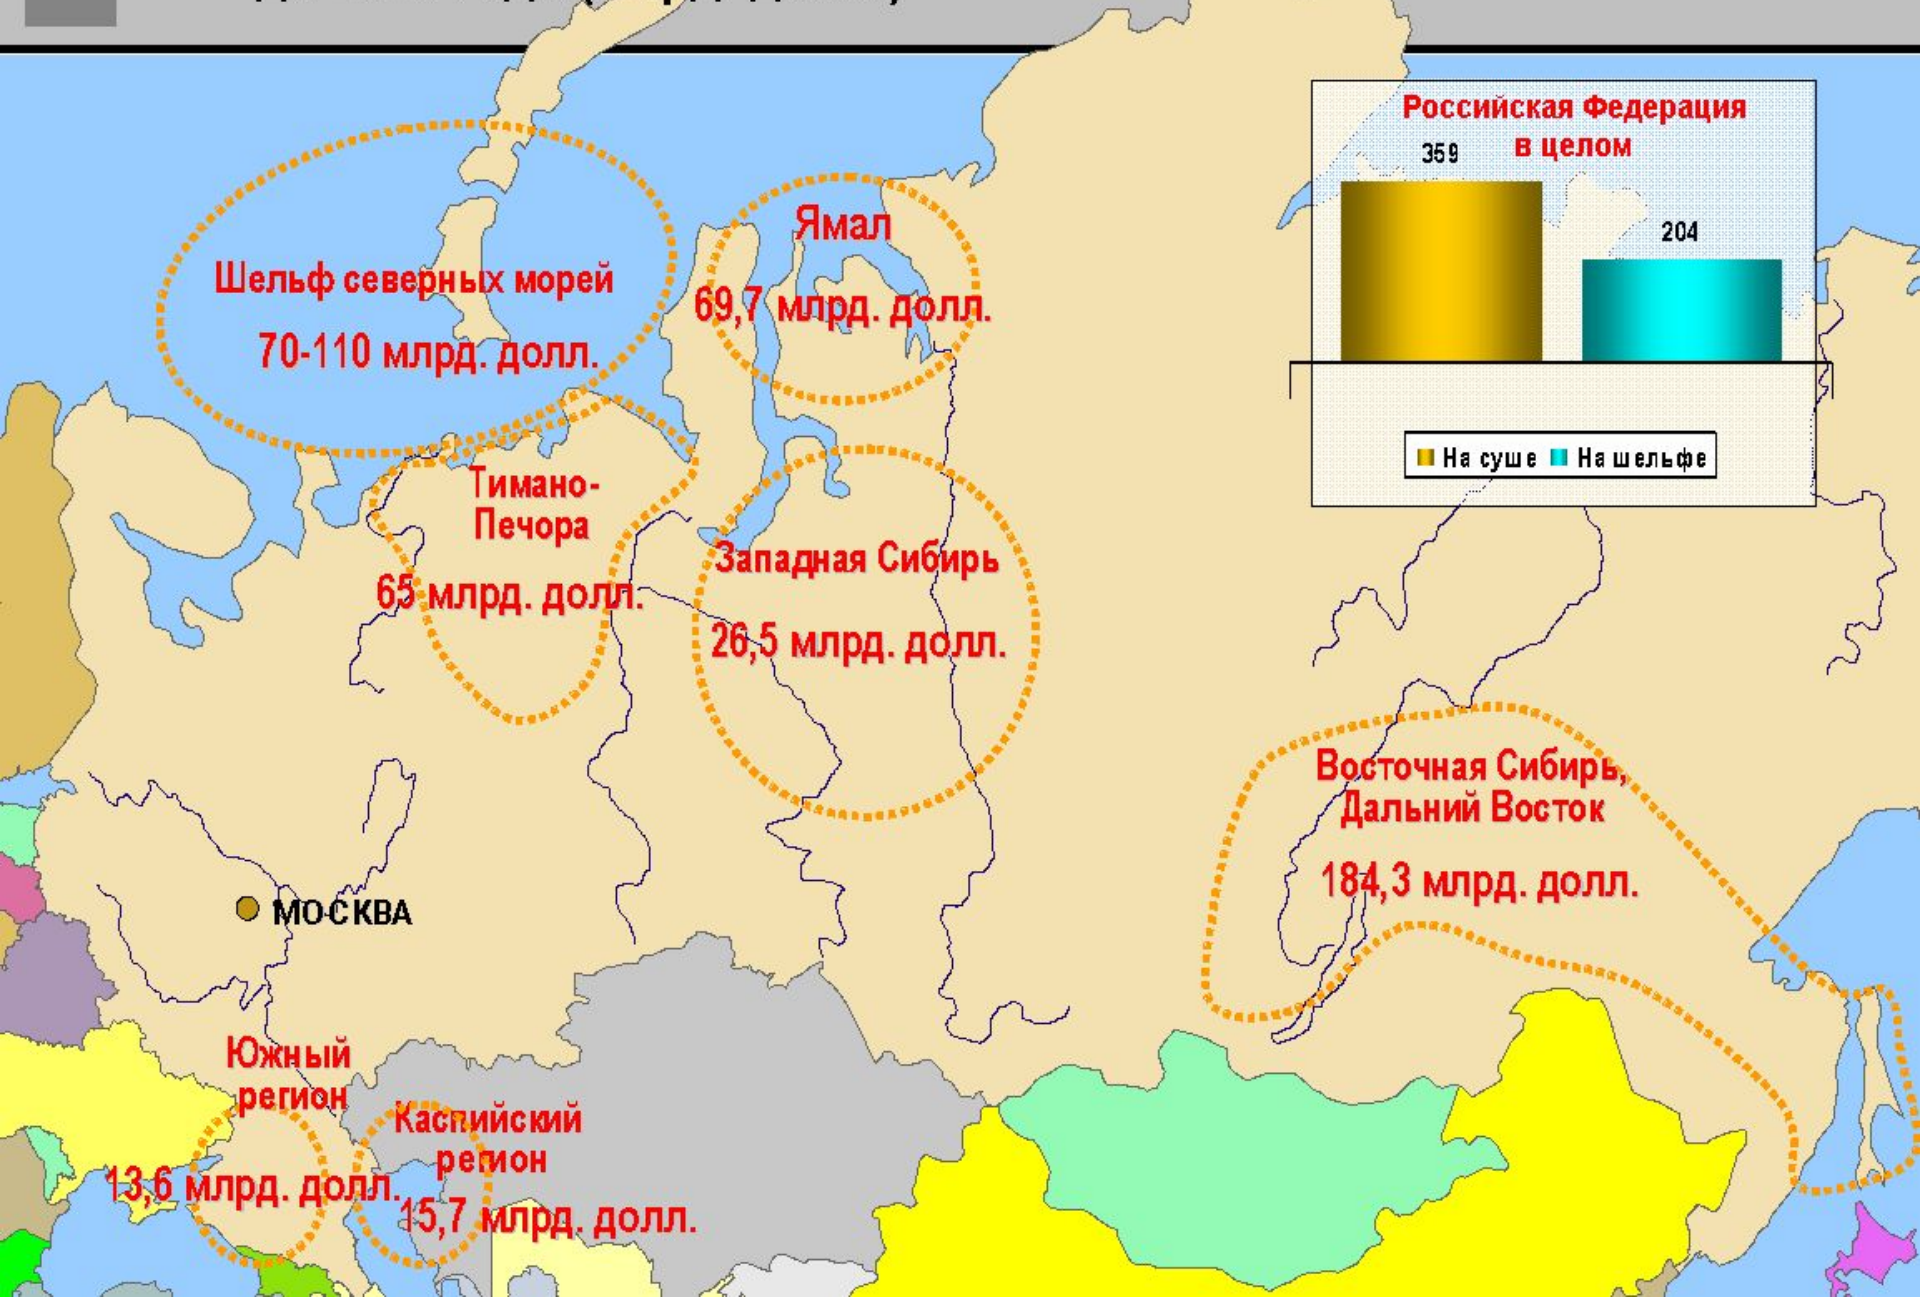 Российская Федерация
в целом
359
204
На суше
На шельфе
Шельф северных морей
70-110 млрд. долл.
Ямал
69,7 млрд. долл.
Тимано-
Печора
65 млрд. долл.
Западная Сибирь
26,5 млрд. долл.
Восточная Сибирь,
Дальний Восток
184,3 млрд. долл.
МОСКВА
Южный
регион
13,6 млрд. долл.
Каспийский
регион
15,7 млрд. долл.